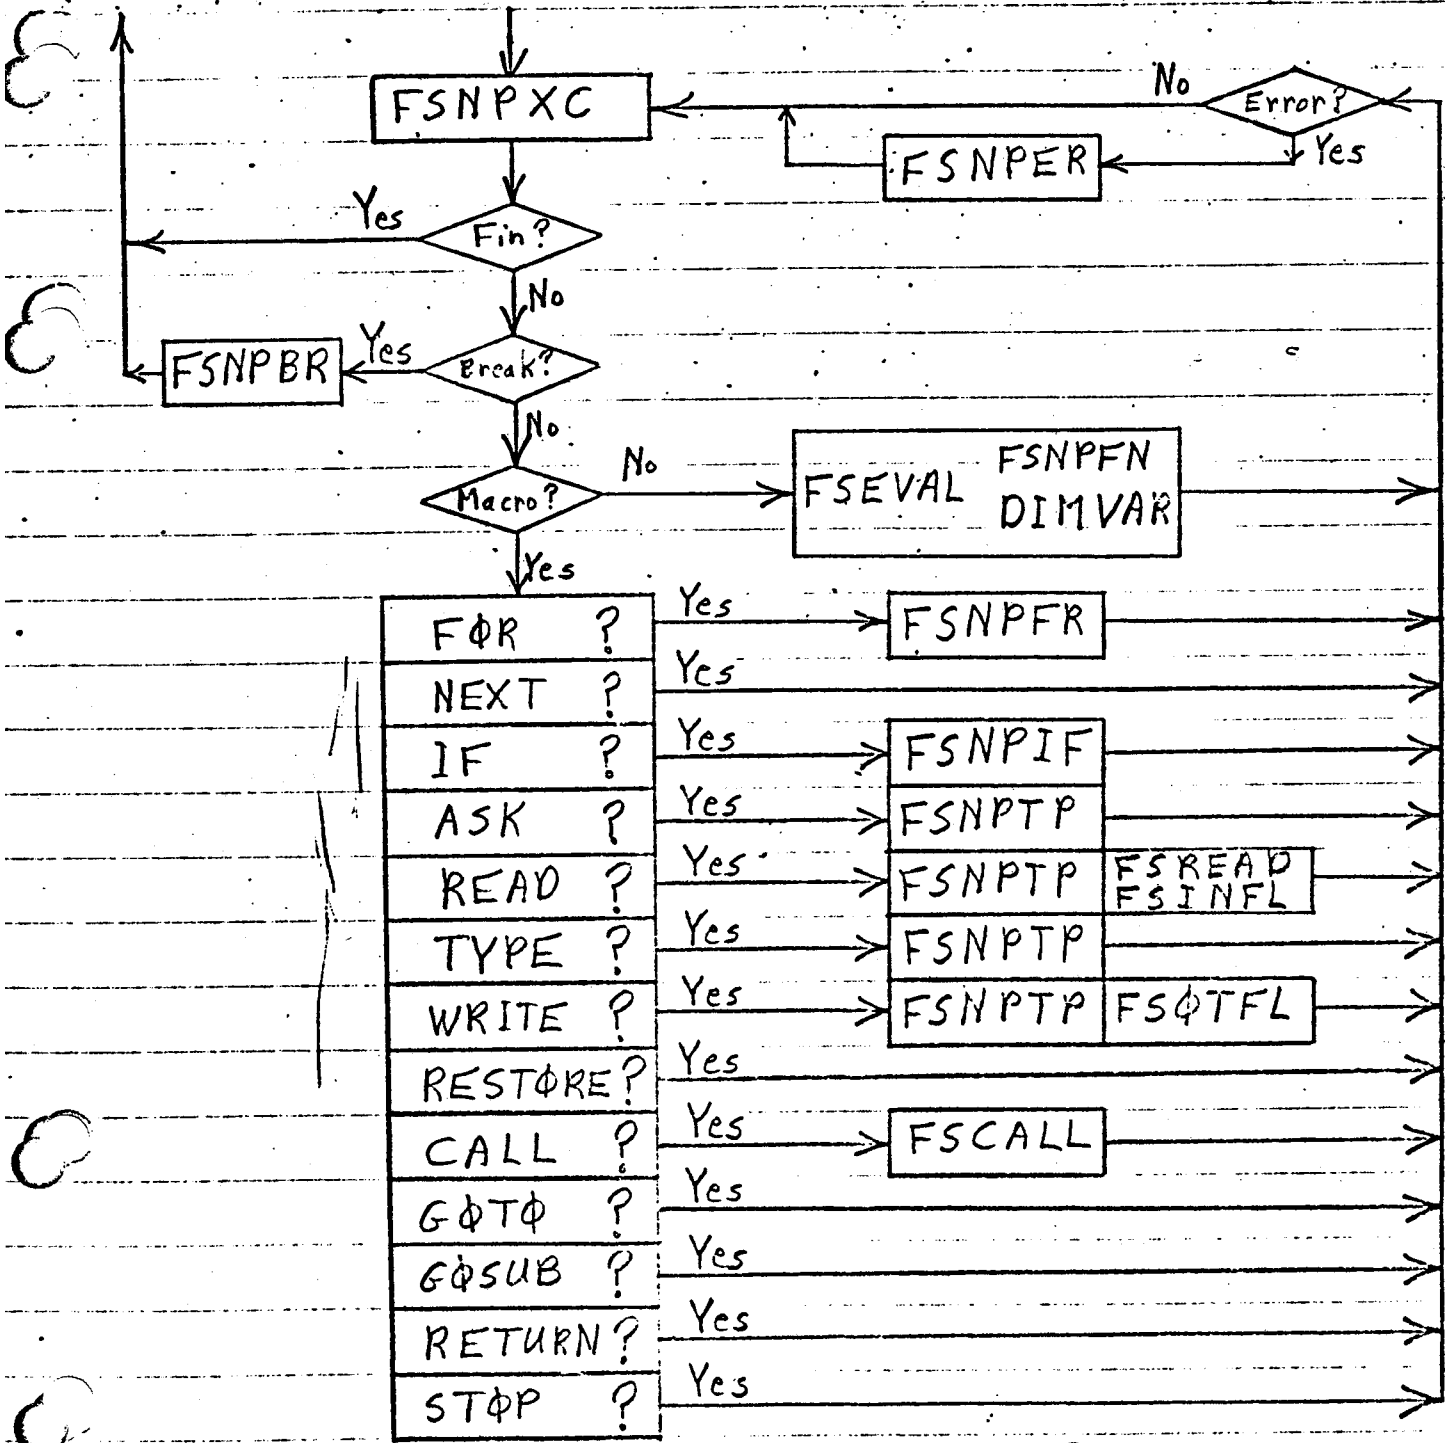 FSNPXC
No
Error?
Yes
FSNPER
Yes
Fin?
No
FSNPBR
Yes
Break?
No
Macro?
No
FSEVAL FSNPFN
DIMVAR
Yes
FØR ? Yes FSNPFR
NEXT ? Yes
IF ? Yes FSNPIF
ASK ? Yes FSNPTP
READ ? Yes FSNPTP FSREAD
FSINFL
TYPE ? Yes FSNPTP
WRITE ? Yes FSNPTP FSØTFL
RESTØRE? Yes
CALL ? Yes FSCALL
GØTØ ? Yes
GØSUB ? Yes
RETURN? Yes
STØP ? Yes